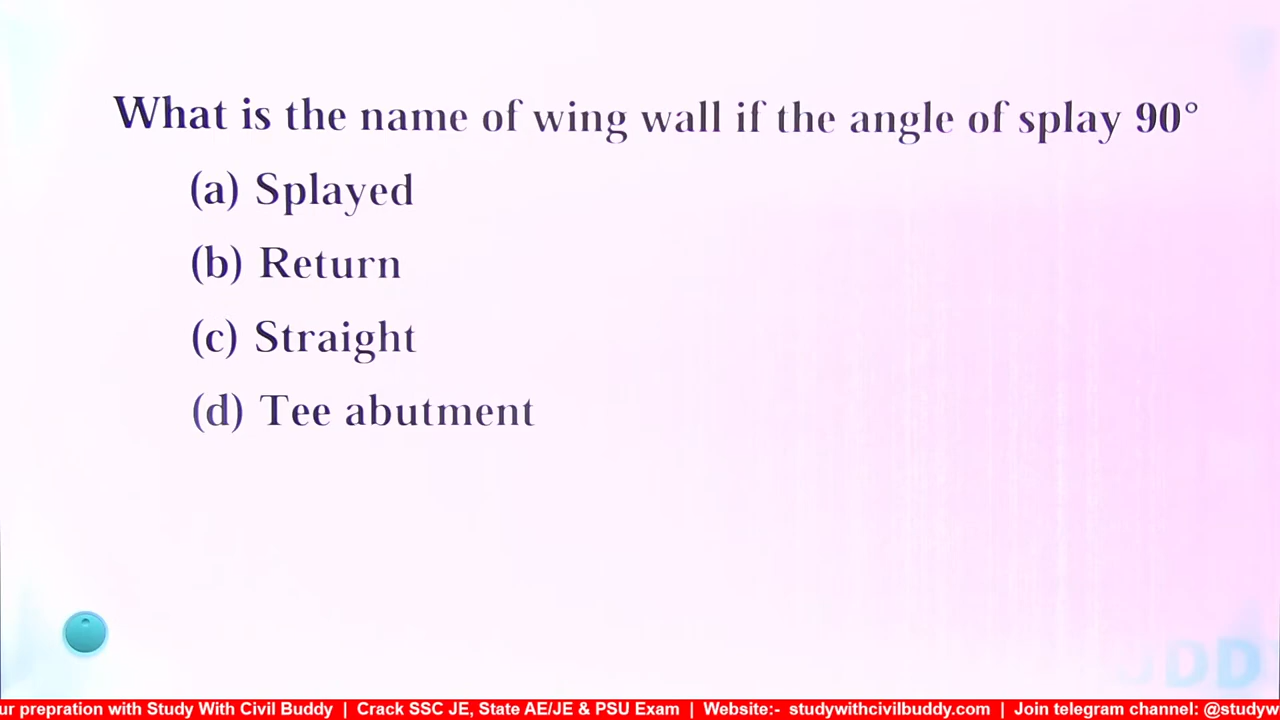 What is the name of wing wall if the angle of splay 90°
(a) Splayed
(b) Return
(c) Straight
(d) Tee abutment
ur prepration with Study With Civil Buddy | Crack SSC JE, State AE/JE & PSU Exam | Website:- studywithcivilbuddy.com | Join telegram channel: @studyw